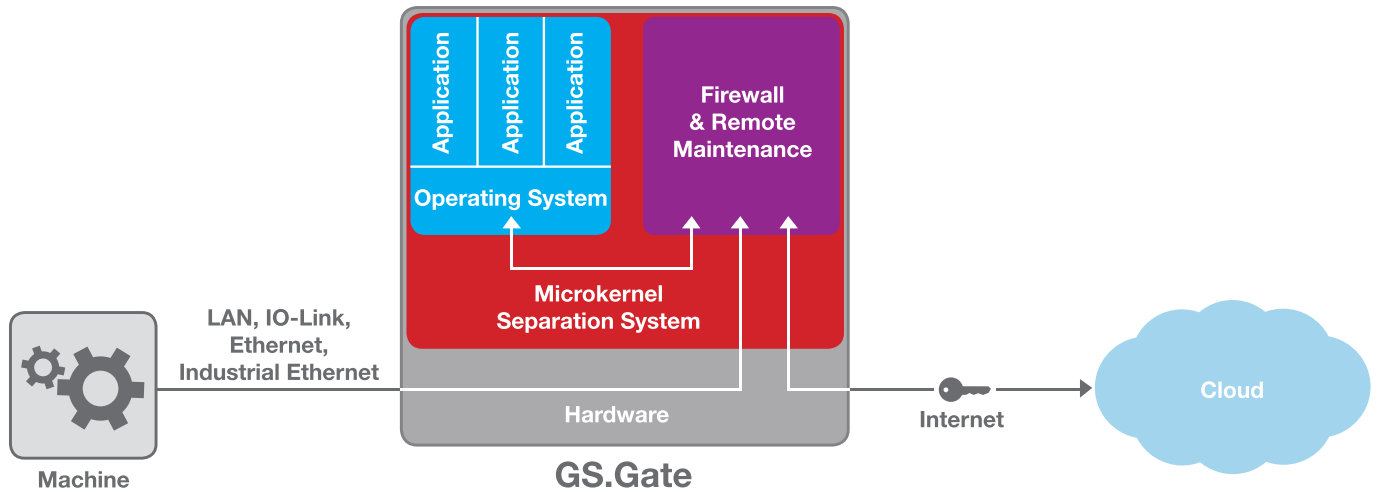 Application
Application
Application
Operating System
Firewall
& Remote
Maintenance
Microkernel
Separation System
LAN, IO-Link,
Ethernet,
Industrial Ethernet
Machine
Hardware
GS.Gate
Internet
Cloud